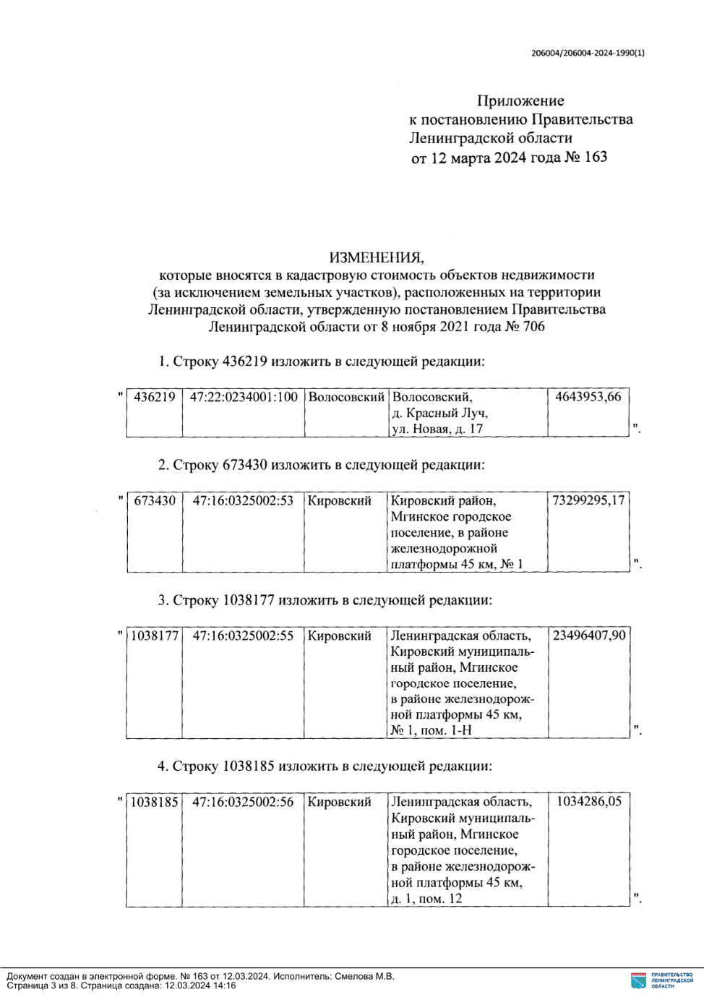 206004/206004-2024-1990(1)
Приложение
к постановлению Правительства
Ленинградской области
от 12 марта 2024 года № 163
ИЗМЕНЕНИЯ,
которые вносятся в кадастровую стоимость объектов недвижимости
(за исключением земельных участков), расположенных на территории
Ленинградской области, утвержденную постановлением Правительства
Ленинградской области от 8 ноября 2021 года № 706
1. Строку 436219 изложить в следующей редакции:
" 436219 47:22:0234001:100 Волосовский Волосовский, 4643953,66
д. Красный Луч,
ул. Новая, д. 17 ".
2. Строку 673430 изложить в следующей редакции:
" 673430 47:16:0325002:53 Кировский Кировский район, 73299295,17
Мгинское городское
поселение, в районе
железнодорожной
платформы 45 км, № 1 ".
3. Строку 1038177 изложить в следующей редакции:
" 1038177 47:16:0325002:55 Кировский Ленинградская область, 23496407,90
Кировский муниципаль-
ный район, Мгинское
городское поселение,
в районе железнодорож-
ной платформы 45 км,
№ 1, пом. 1-Н ".
4. Строку 1038185 изложить в следующей редакции:
" 1038185 47:16:0325002:56 Кировский Ленинградская область, 1034286,05
Кировский муниципаль-
ный район, Мгинское
городское поселение,
в районе железнодорож-
ной платформы 45 км,
д. 1, пом. 12 ".
Документ создан в электронной форме. № 163 от 12.03.2024. Исполнитель: Смелова М.В.
Страница 3 из 8. Страница создана: 12.03.2024 14:16
ПРАВИТЕЛЬСТВО
ЛЕНИНГРАДСКОЙ
ОБЛАСТИ